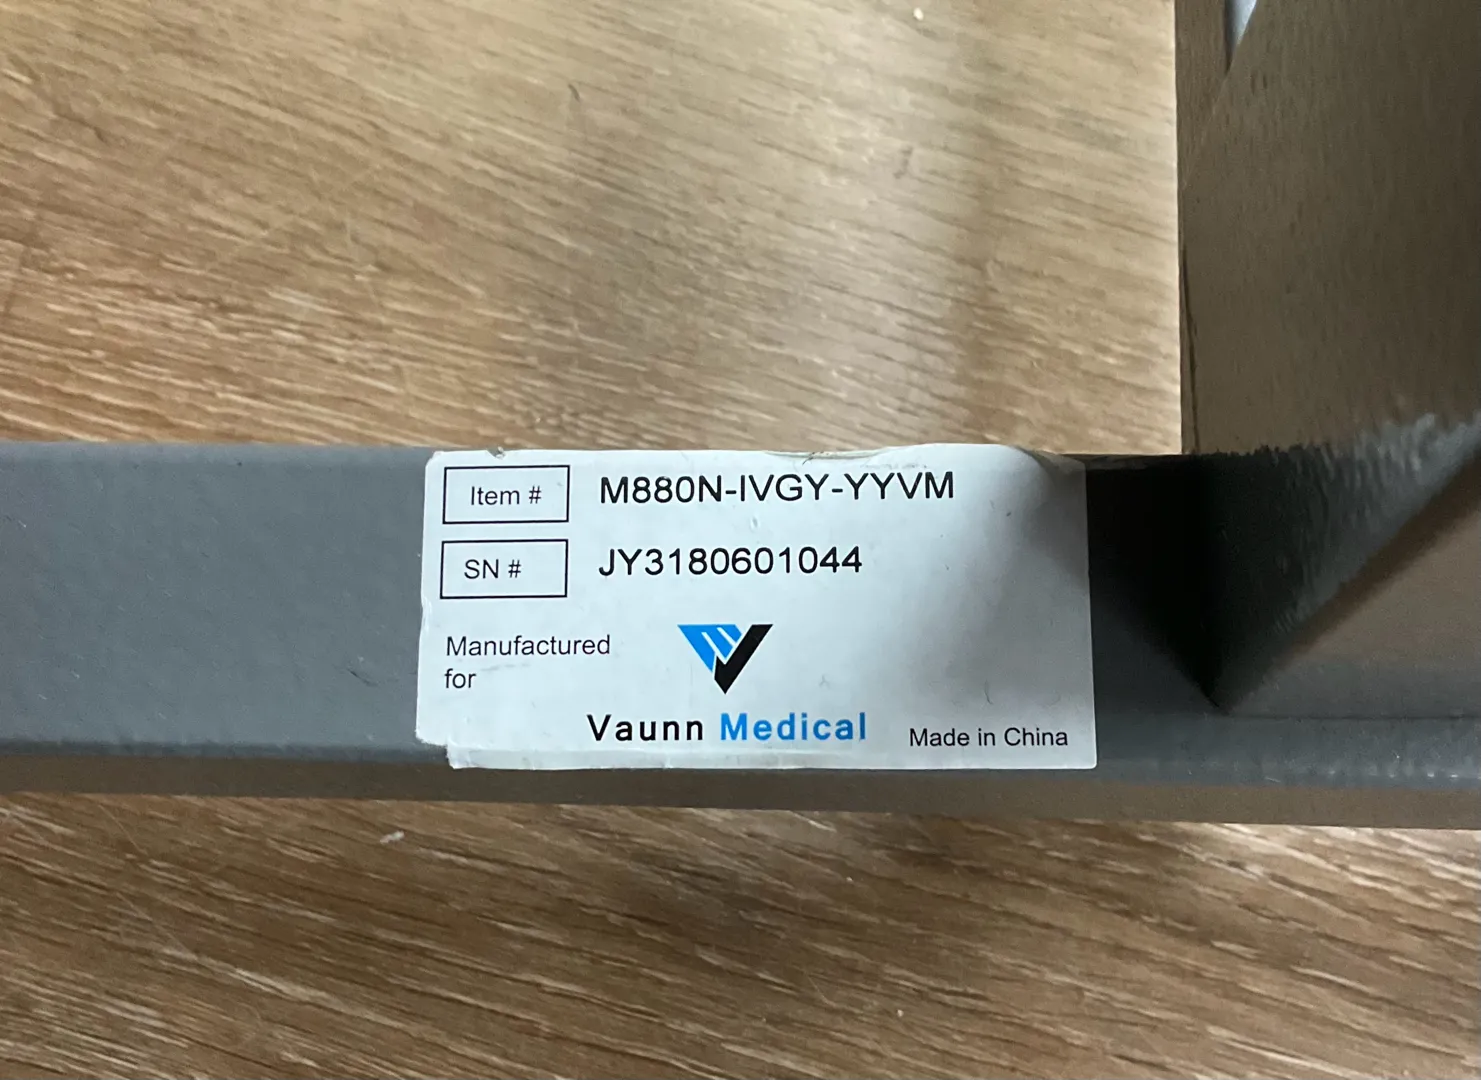 Item # M880N-IVGY-YYVM
SN # JY3180601044
Manufactured
for
Vaunn Medical
Made in China